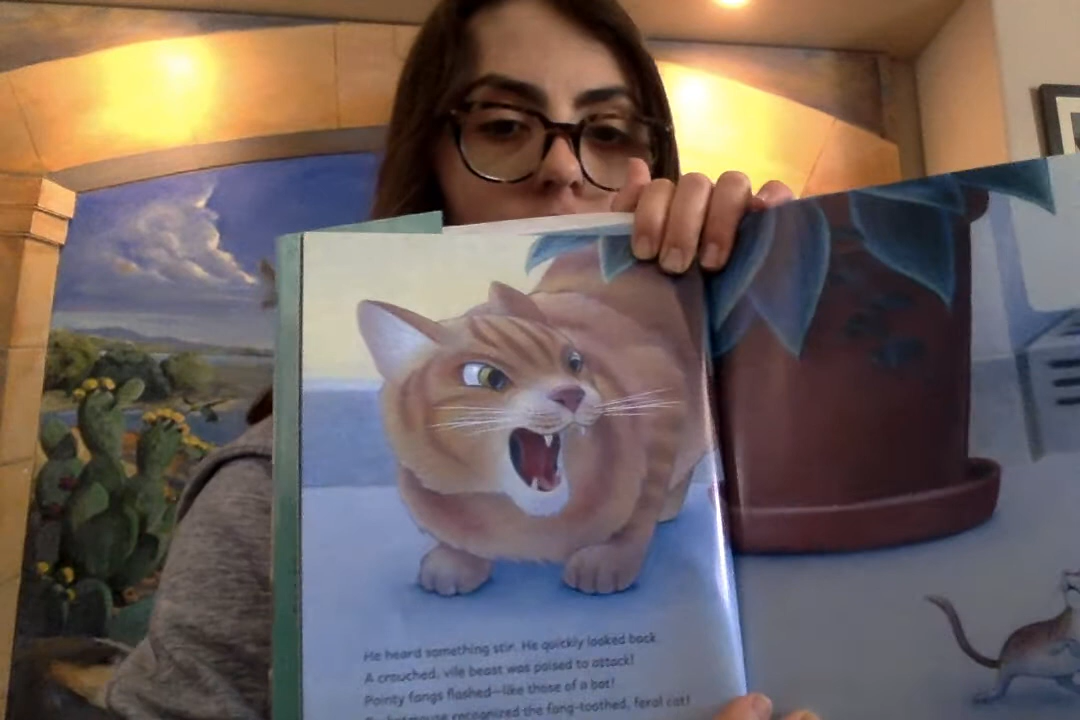 He heard something stir. He quickly looked back.
A crouched, vile beast was poised to attack!
Pointy fangs flashed—like those of a bat!
recognized the fang-toothed, feral cat!